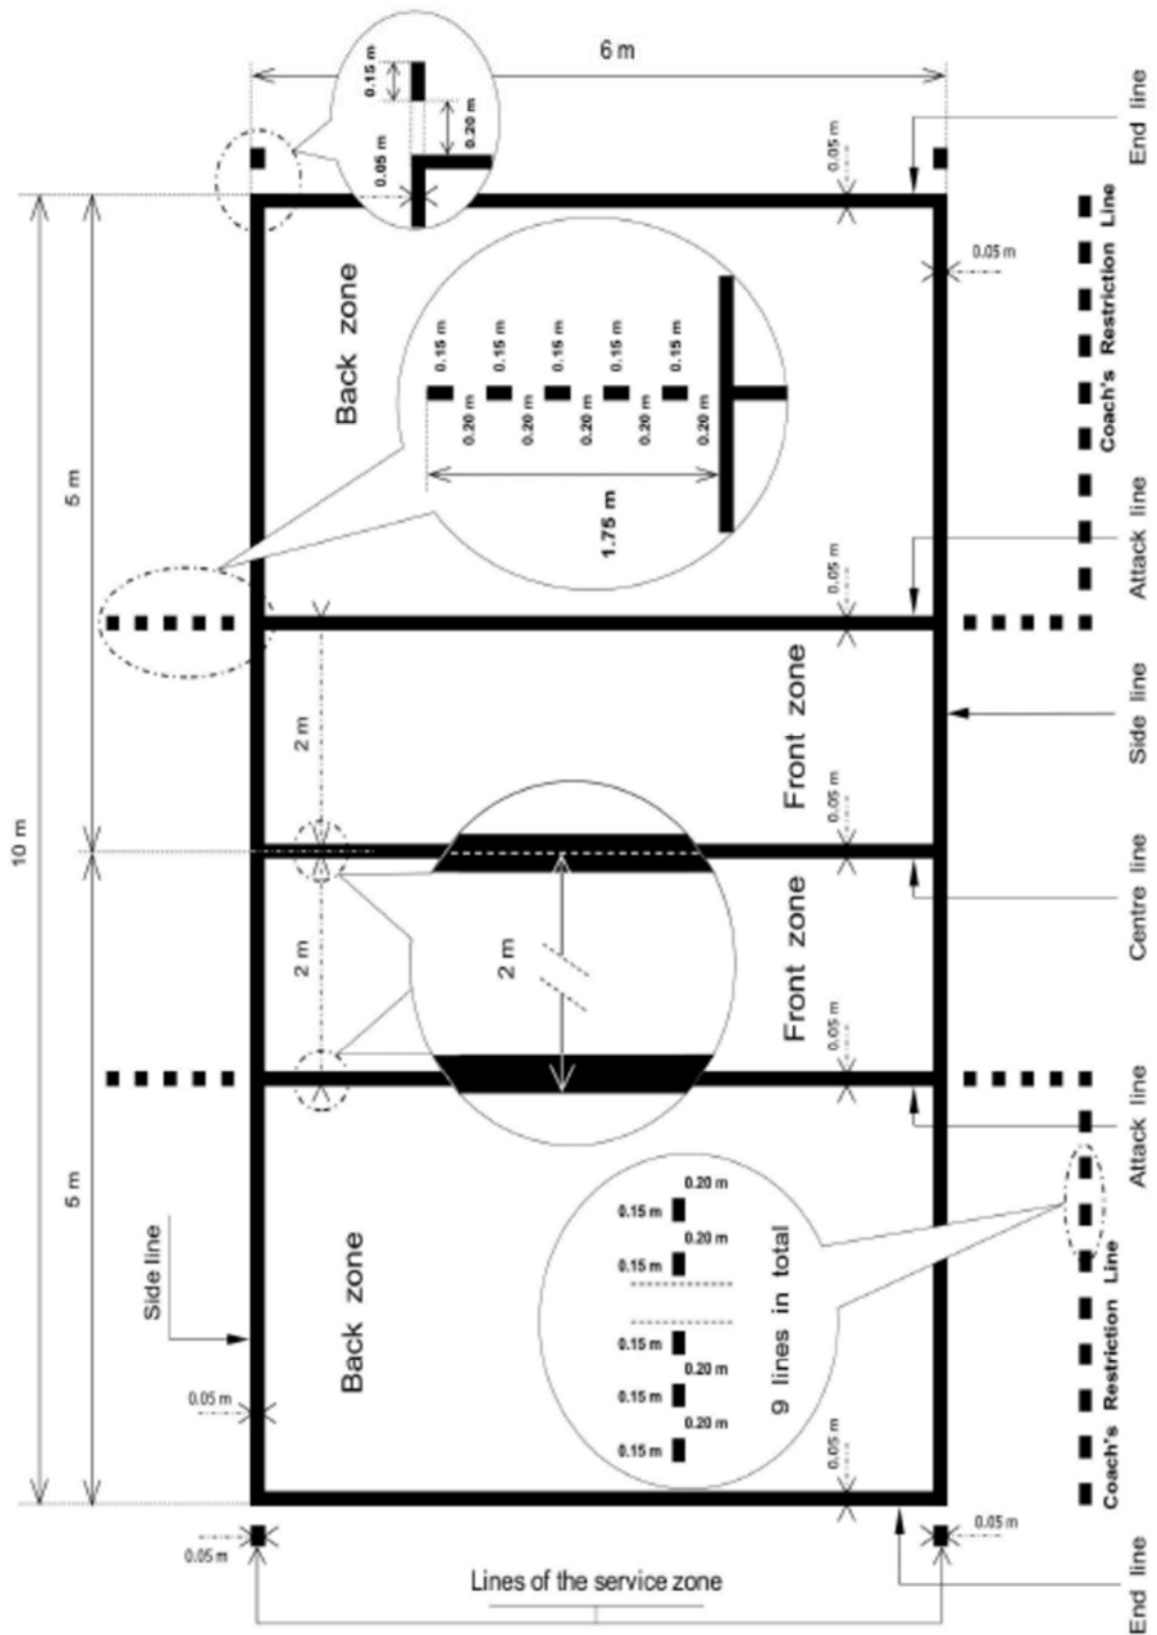 6 m
0.15 m
0.20 m
0.05 m
0.05 m
End line
0.05 m
Back zone
0.15 m
0.15 m
0.15 m
0.15 m
0.15 m
0.20 m
0.20 m
0.20 m
0.20 m
0.20 m
1.75 m
Coach's Restriction Line
5 m
Attack line
0.05 m
2 m
Front zone
Side line
0.05 m
10 m
2 m
2 m
Front zone
Centre line
0.05 m
Attack line
5 m
Side line
Back zone
0.20 m
0.15 m
0.20 m
0.15 m
0.15 m
0.20 m
0.15 m
0.20 m
0.15 m
9 lines in total
Coach's Restriction Line
0.05 m
0.05 m
0.05 m
0.05 m
Lines of the service zone
End line